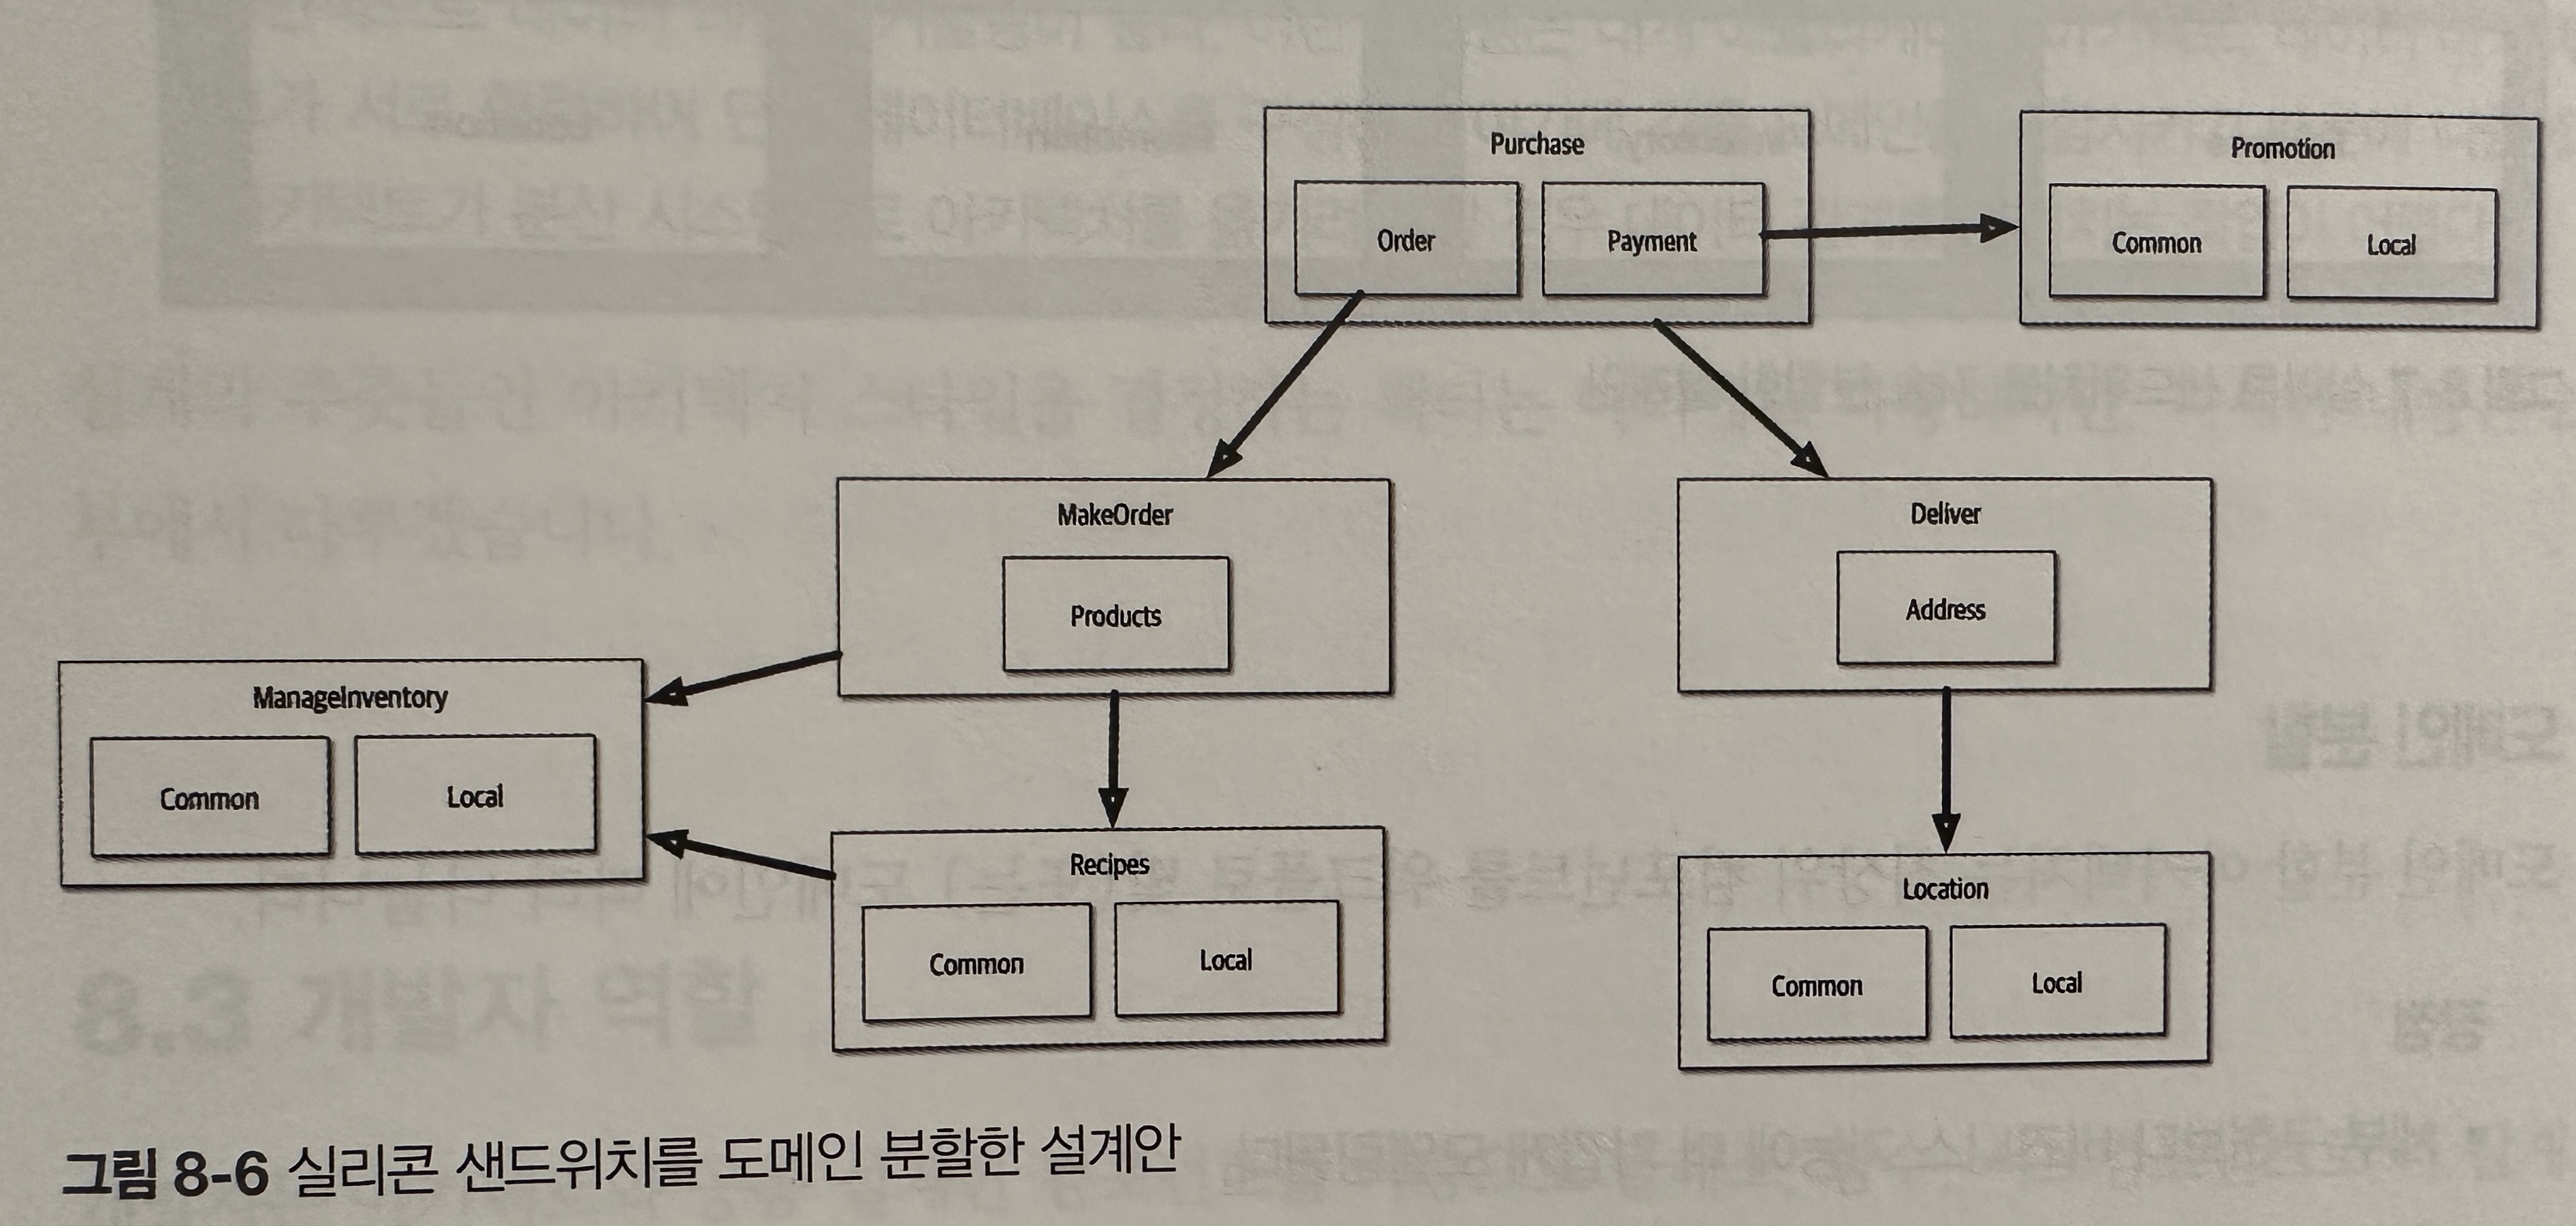 Purchase
Order
Payment
Promotion
Common
Local
MakeOrder
Products
Deliver
Address
ManageInventory
Common
Local
Recipes
Common
Local
Location
Common
Local
그림 8-6 실리콘 샌드위치를 도메인 분할한 설계안